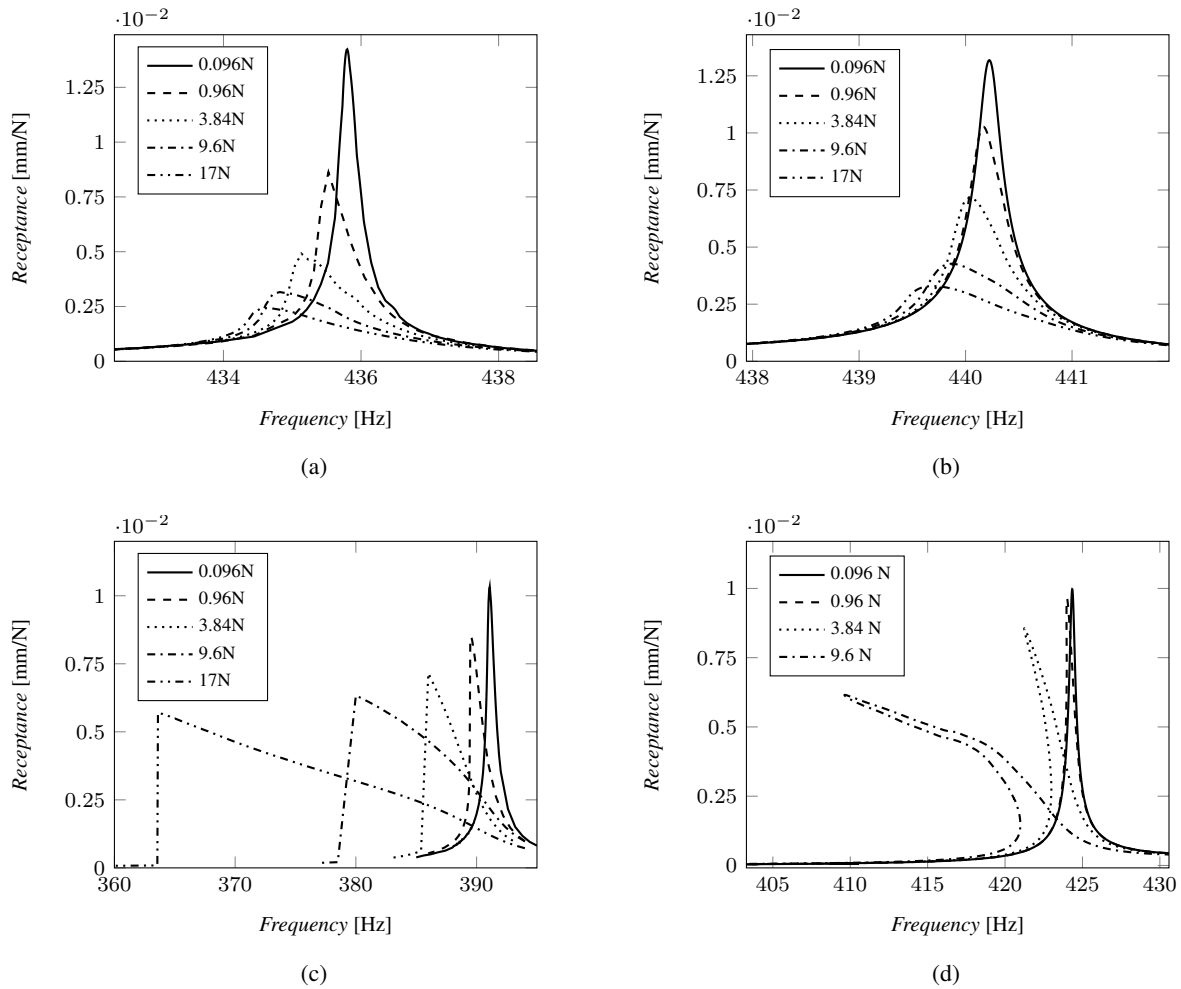 ·10⁻²
0.096N
0.96N
3.84N
9.6N
17N
1.25
1
0.75
0.5
0.25
0
Receptance [mm/N]
434 436 438
Frequency [Hz]
(a)
·10⁻²
0.096N
0.96N
3.84N
9.6N
17N
1.25
1
0.75
0.5
0.25
0
Receptance [mm/N]
438 439 440 441
Frequency [Hz]
(b)
·10⁻²
0.096N
0.96N
3.84N
9.6N
17N
1
0.75
0.5
0.25
0
Receptance [mm/N]
360 370 380 390
Frequency [Hz]
(c)
·10⁻²
0.096 N
0.96 N
3.84 N
9.6 N
1
0.75
0.5
0.25
0
Receptance [mm/N]
405 410 415 420 425 430
Frequency [Hz]
(d)